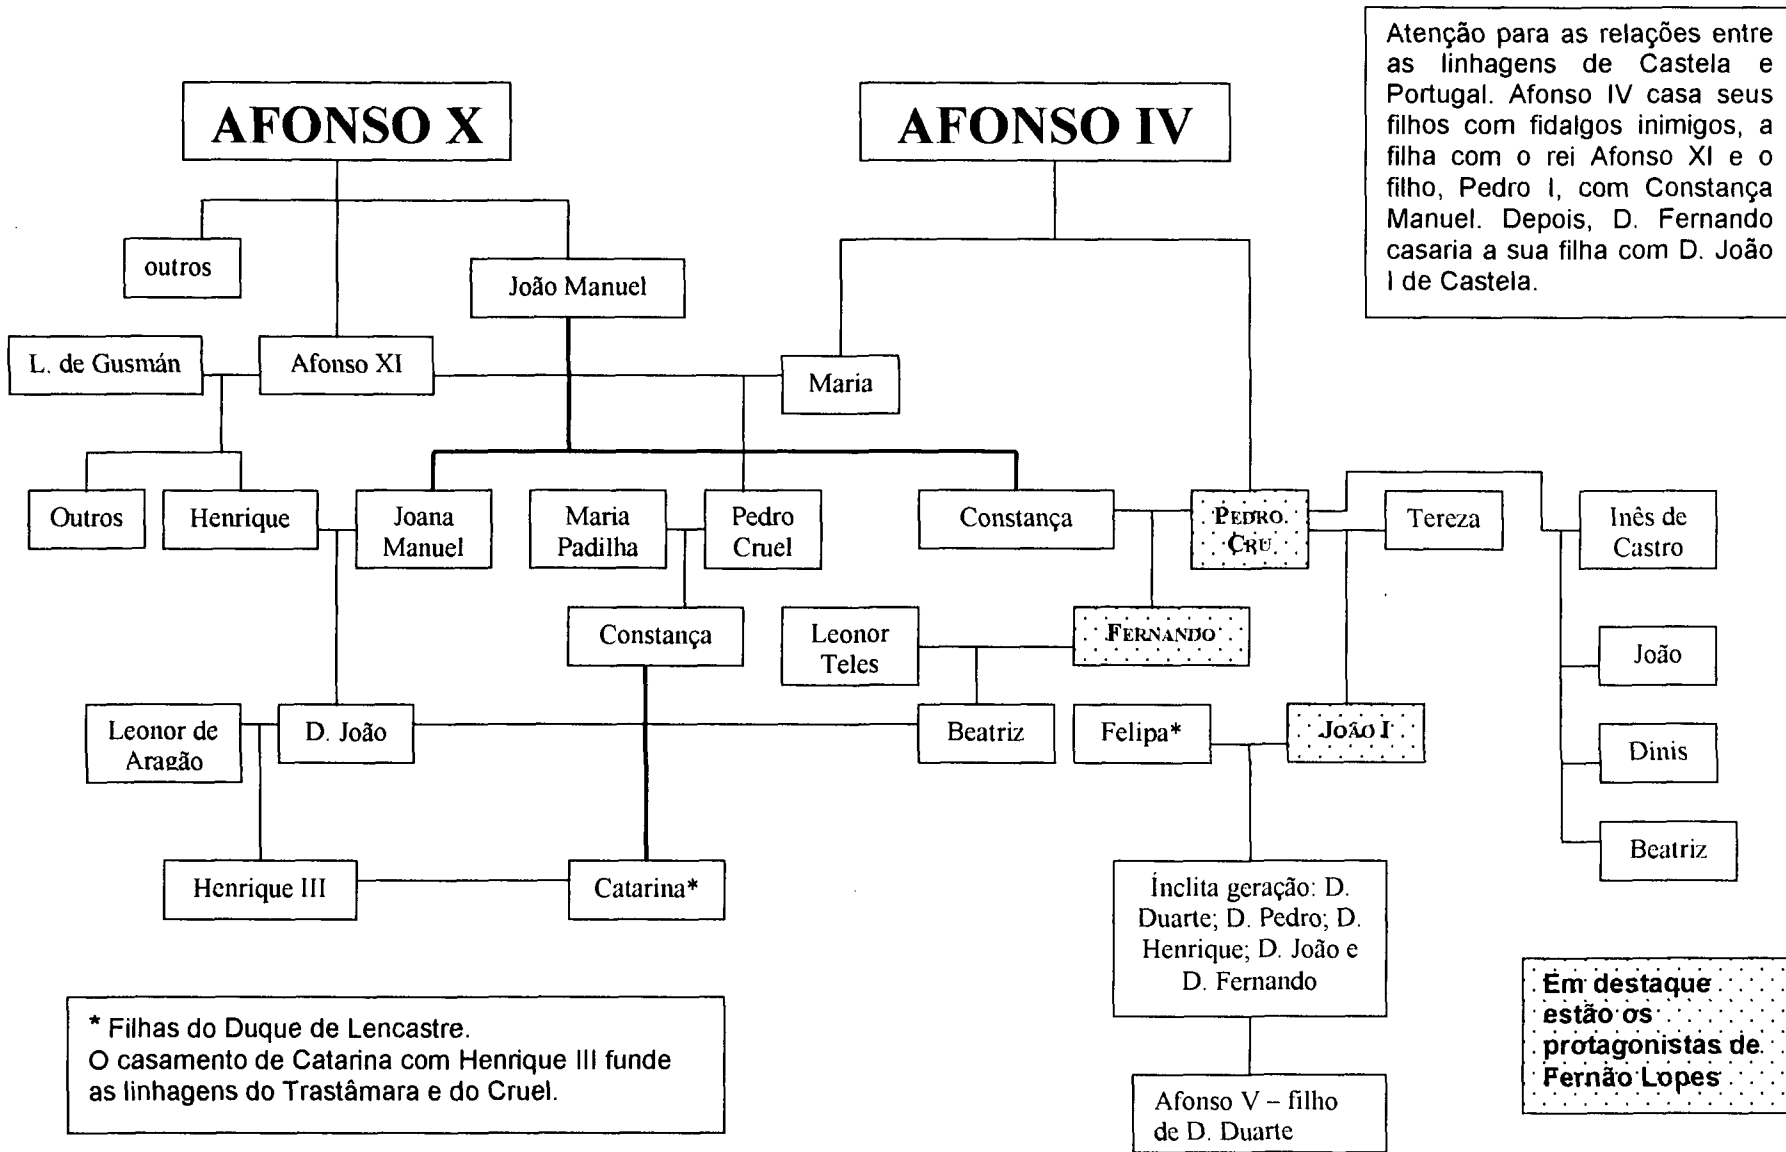 Atenção para as relações entre
as linhagens de Castela e
Portugal. Afonso IV casa seus
filhos com fidalgos inimigos, a
filha com o rei Afonso XI e o
filho, Pedro I, com Constança
Manuel. Depois, D. Fernando
casaria a sua filha com D. João
I de Castela.
AFONSO X
AFONSO IV
outros
João Manuel
L. de Gusmán
Afonso XI
Maria
Outros
Henrique
Joana
Manuel
Maria
Padilha
Pedro
Cruel
Constança
PEDRO
CRU
Tereza
Inês de
Castro
Constança
Leonor
Teles
FERNANDO
João
Leonor de
Aragão
D. João
Beatriz
Felipa*
JOÃO I
Dinis
Beatriz
Henrique III
Catarina*
Ínclita geração: D.
Duarte; D. Pedro; D.
Henrique; D. João e
D. Fernando
* Filhas do Duque de Lencastre.
O casamento de Catarina com Henrique III funde
as linhagens do Trastâmara e do Cruel.
Afonso V – filho
de D. Duarte
Em destaque
estão os
protagonistas de
Fernão Lopes